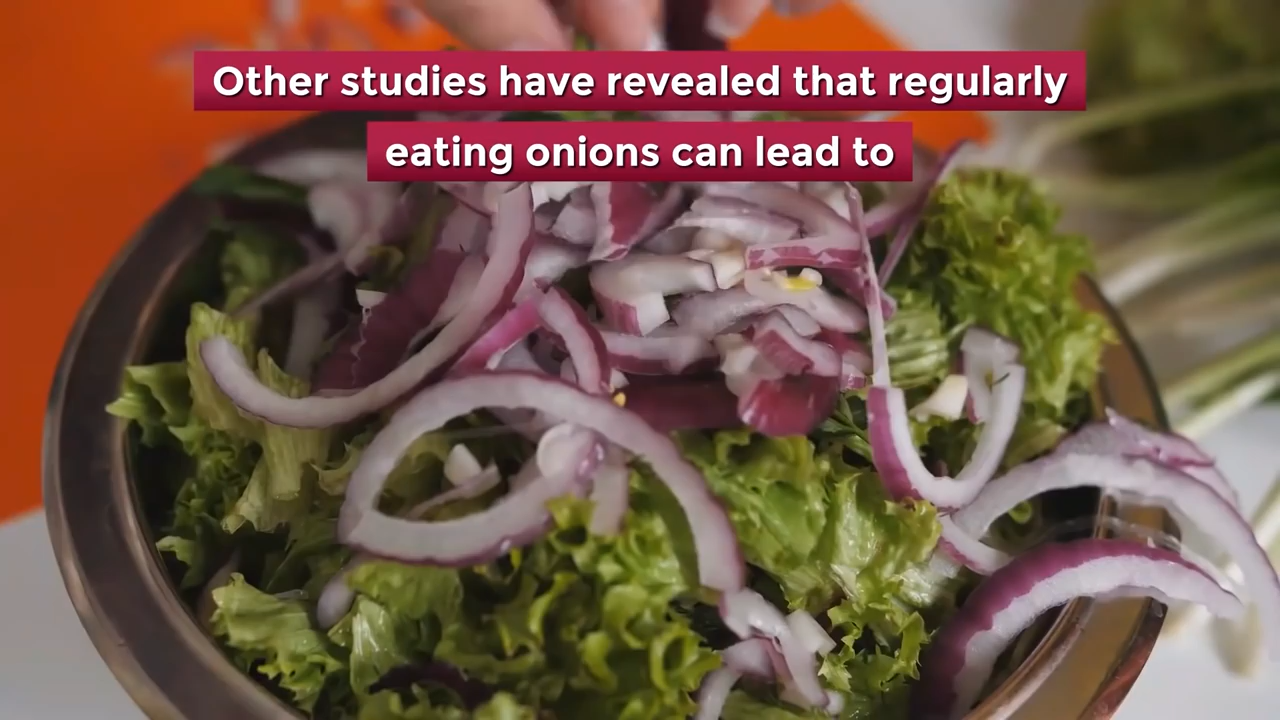 Other studies have revealed that regularly
eating onions can lead to